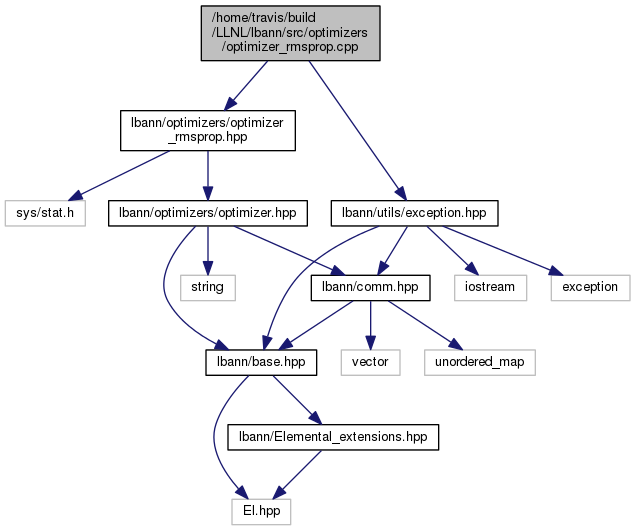 /home/travis/build
/LLNL/lbann/src/optimizers
/optimizer_rmsprop.cpp
lbann/optimizers/optimizer
_rmsprop.hpp
sys/stat.h
lbann/optimizers/optimizer.hpp
lbann/utils/exception.hpp
string
lbann/comm.hpp
iostream
exception
lbann/base.hpp
vector
unordered_map
lbann/Elemental_extensions.hpp
El.hpp